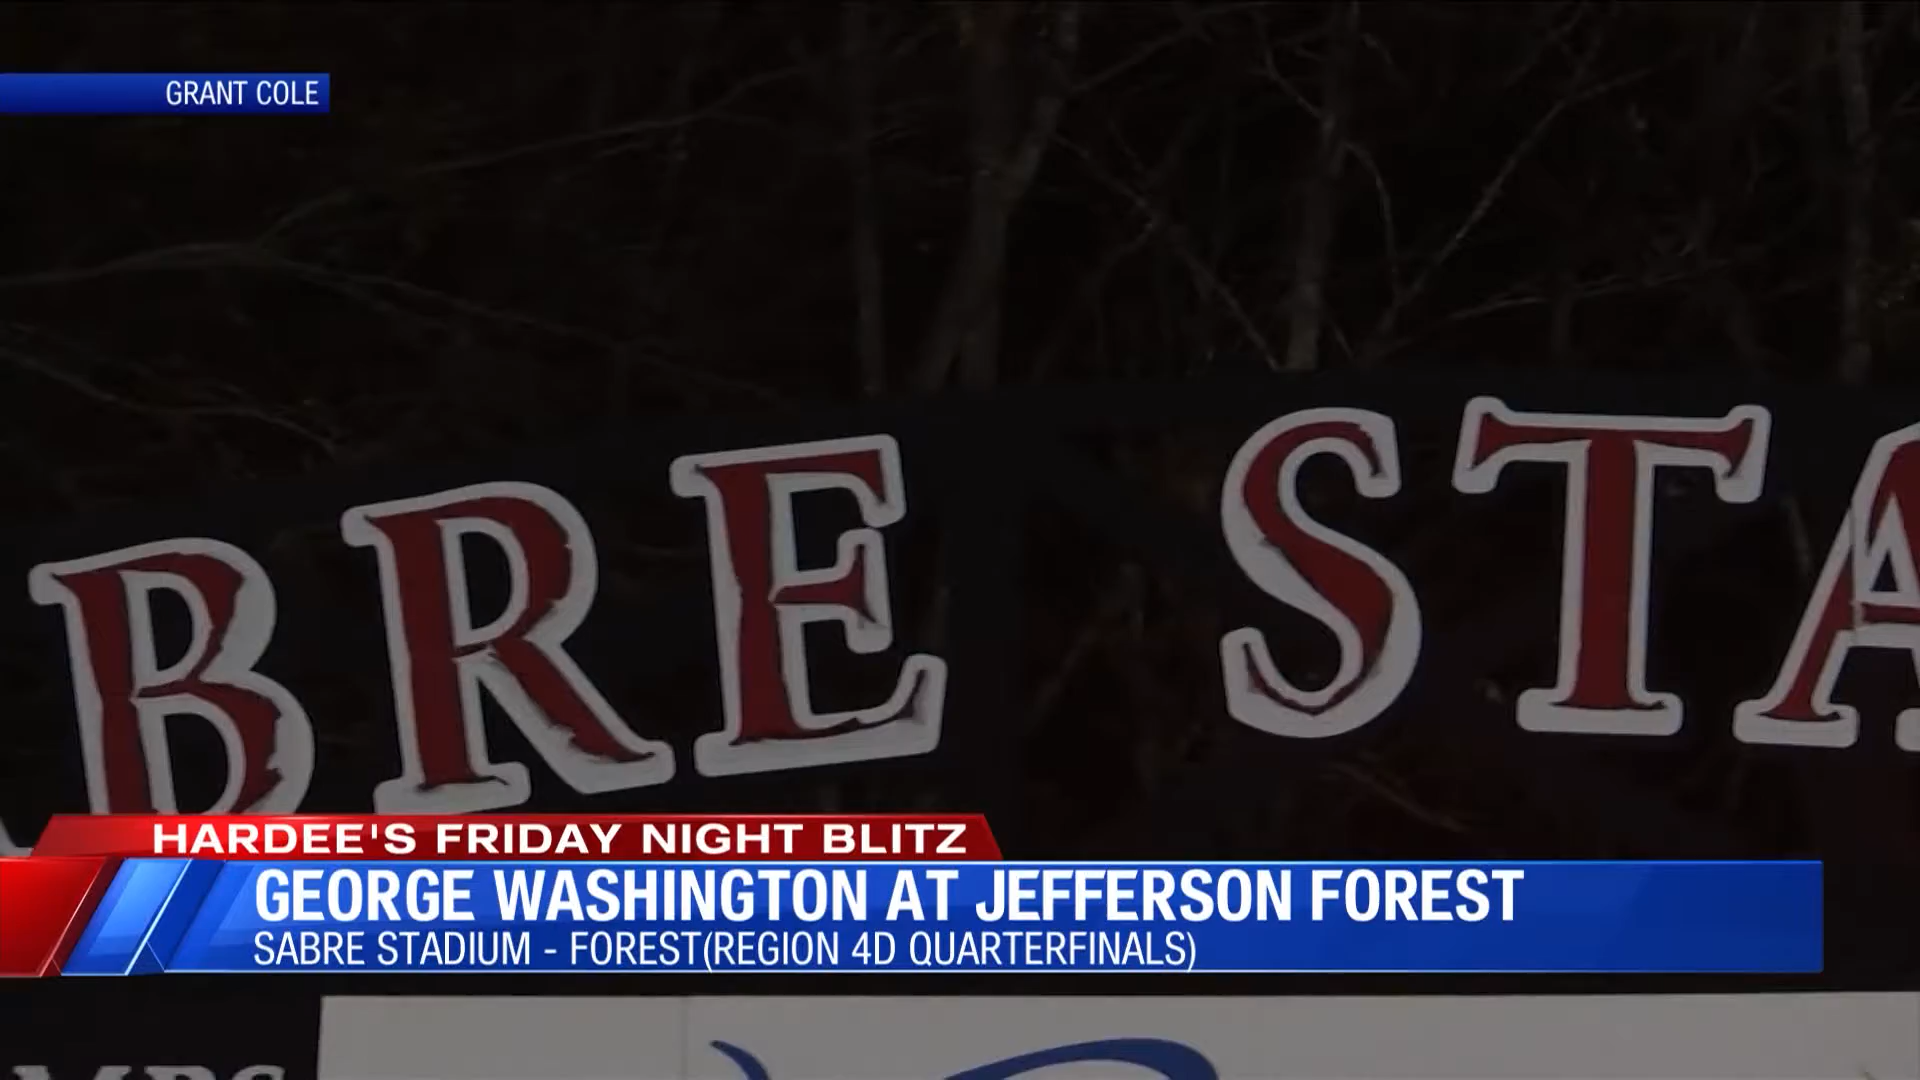 GRANT COLE
BRE STA
HARDEE'S FRIDAY NIGHT BLITZ
GEORGE WASHINGTON AT JEFFERSON FOREST
SABRE STADIUM - FOREST(REGION 4D QUARTERFINALS)